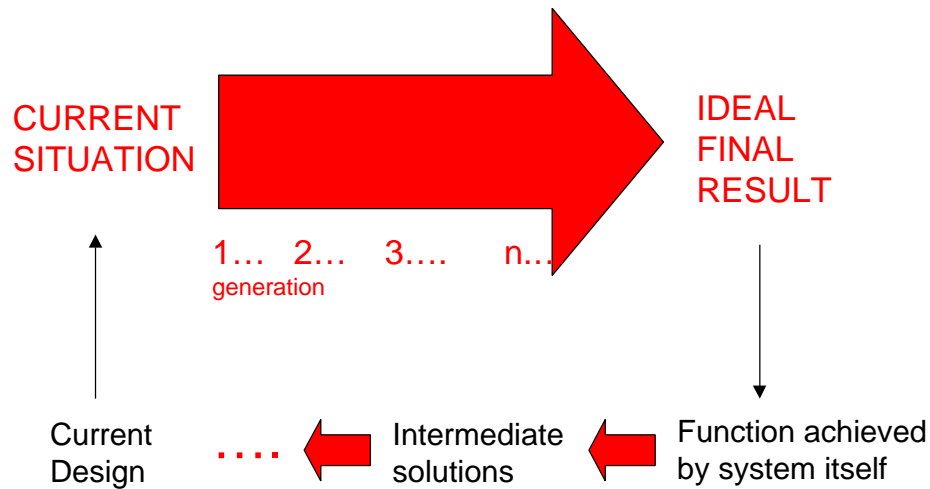 CURRENT
SITUATION
IDEAL
FINAL
RESULT
1... 2... 3.... n...
generation
Current
Design
....
Intermediate
solutions
Function achieved
by system itself